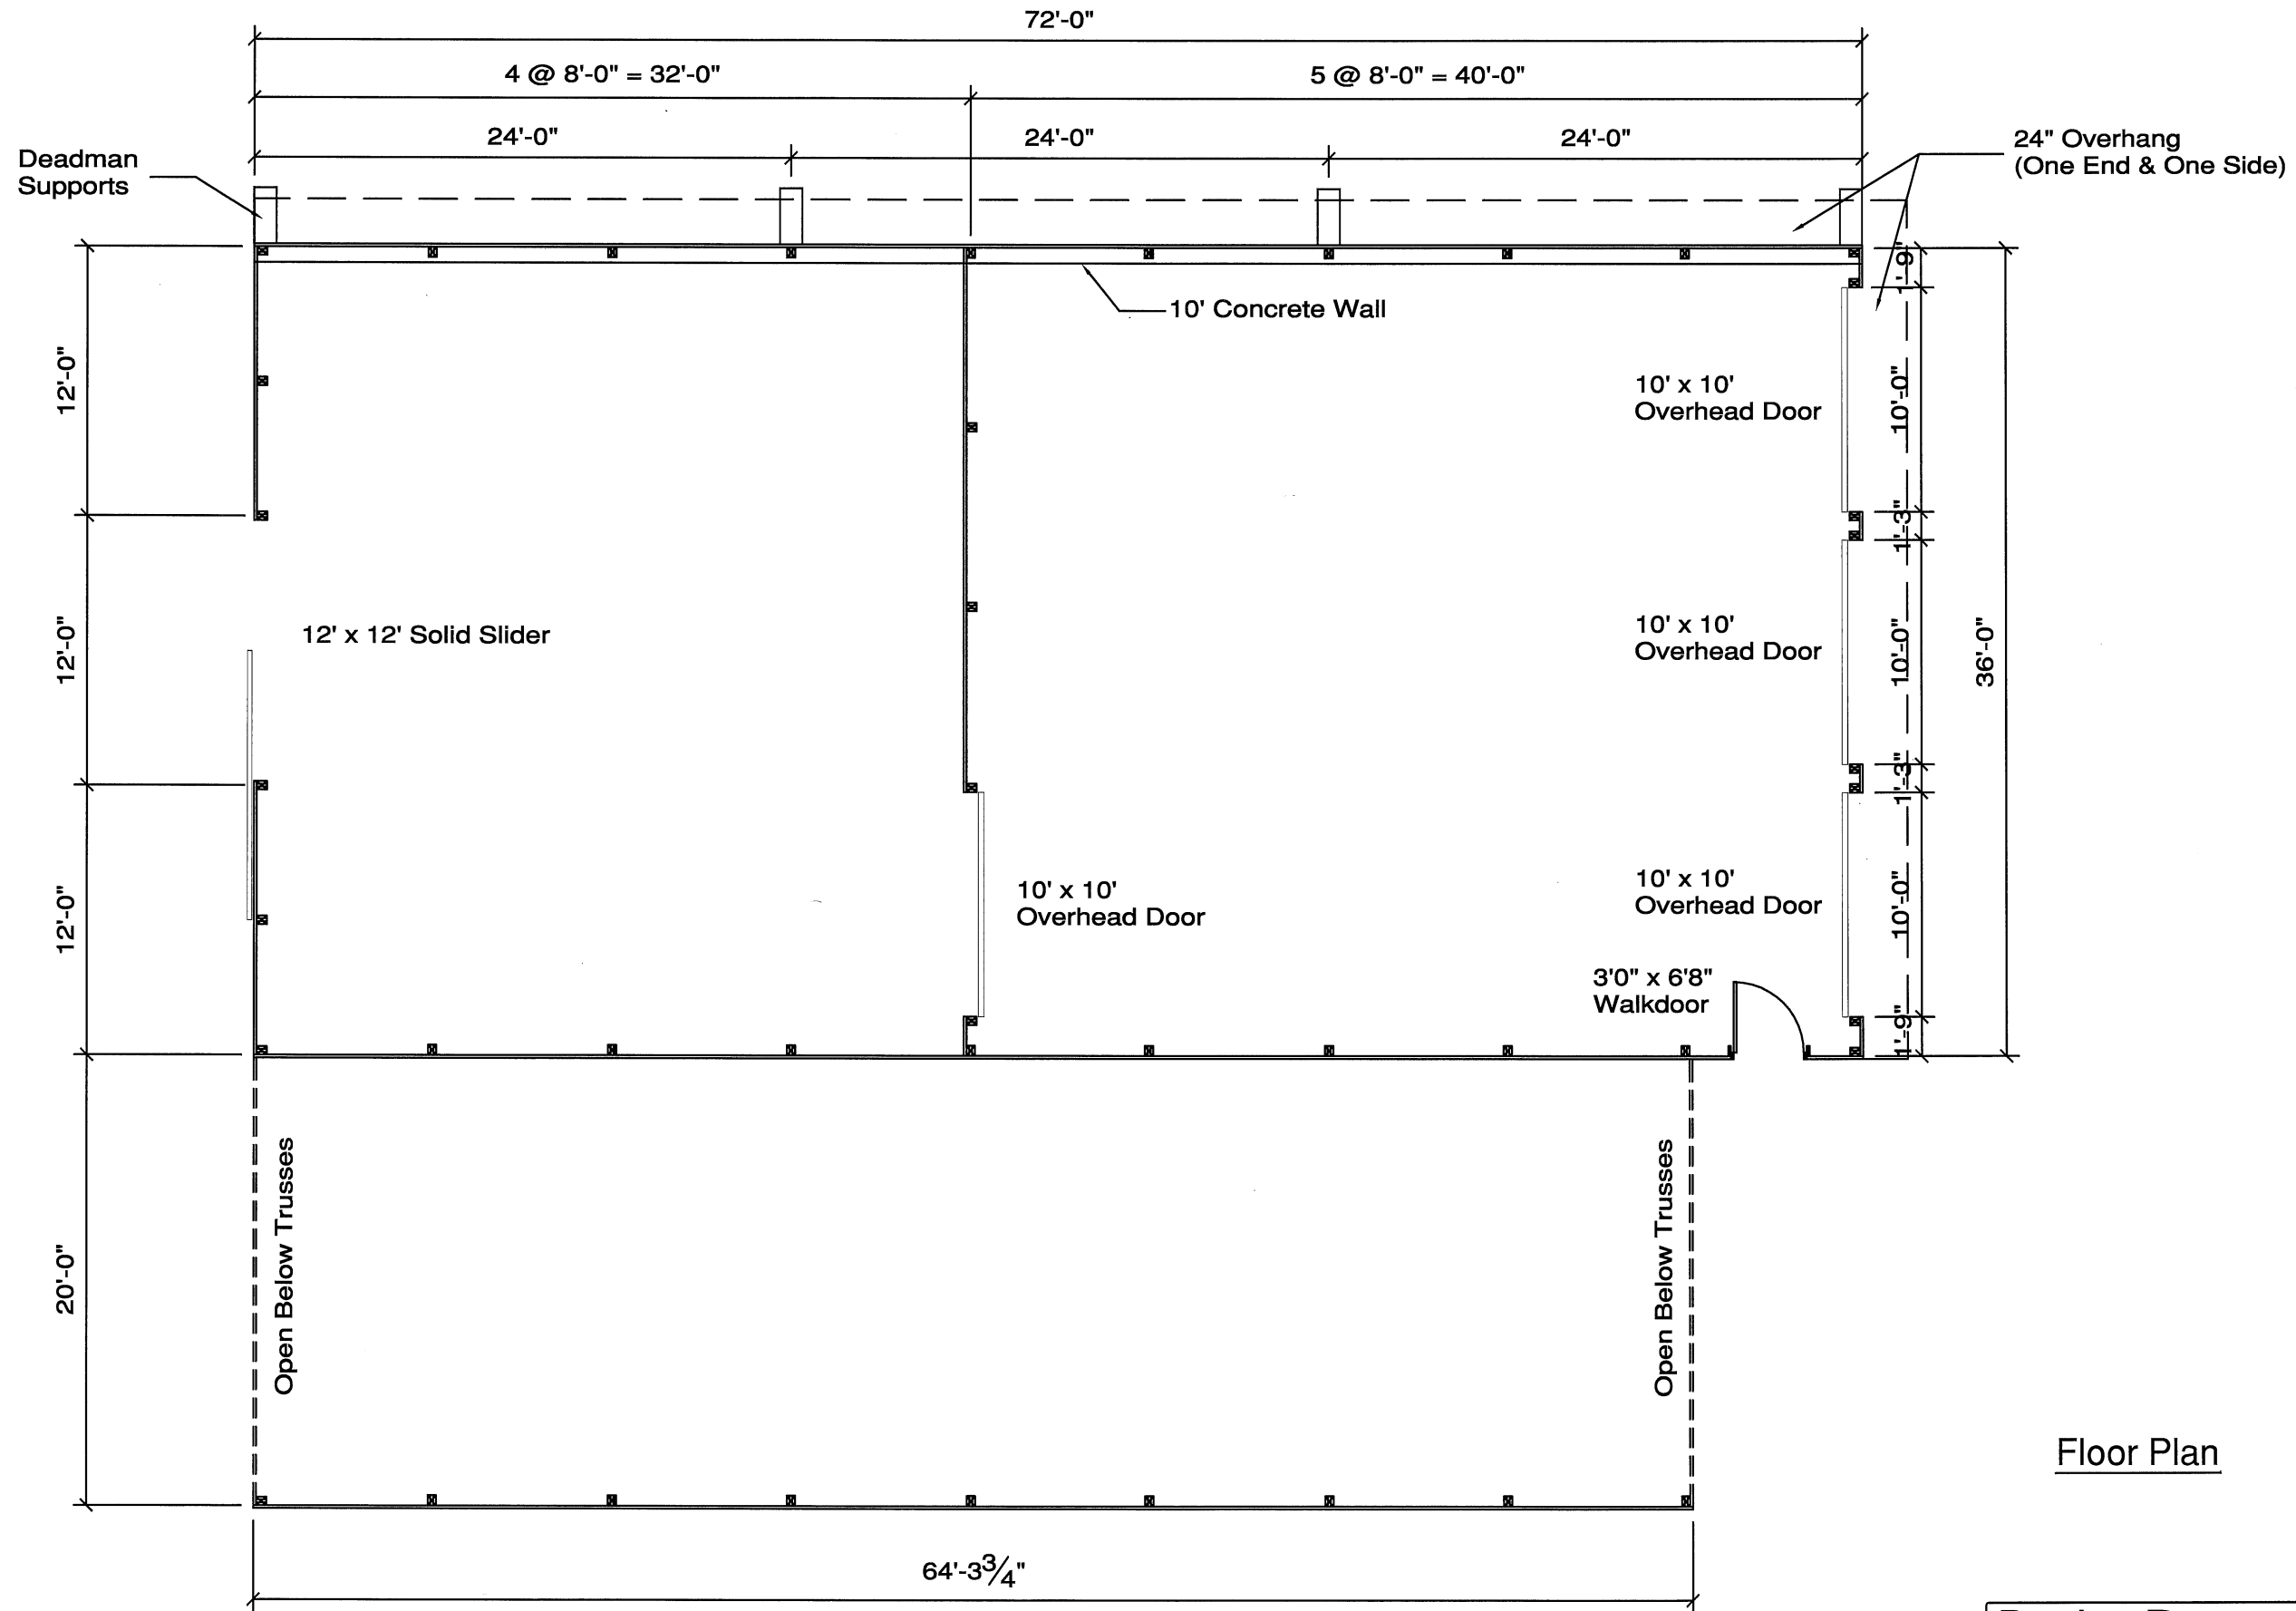 72'-0"
4 @ 8'-0" = 32'-0"
5 @ 8'-0" = 40'-0"
24'-0"
24'-0"
24'-0"
Deadman
Supports
24" Overhang
(One End & One Side)
1'-9"
10' Concrete Wall
12'-0"
10' x 10'
Overhead Door
10'-0"
1'-3"
12'-0"
12' x 12' Solid Slider
10' x 10'
Overhead Door
10'-0"
36'-0"
1'-3"
12'-0"
10' x 10'
Overhead Door
10' x 10'
Overhead Door
10'-0"
3'0" x 6'8"
Walkdoor
1'-9"
20'-0"
Open Below Trusses
Open Below Trusses
Floor Plan
64'-3 3/4"